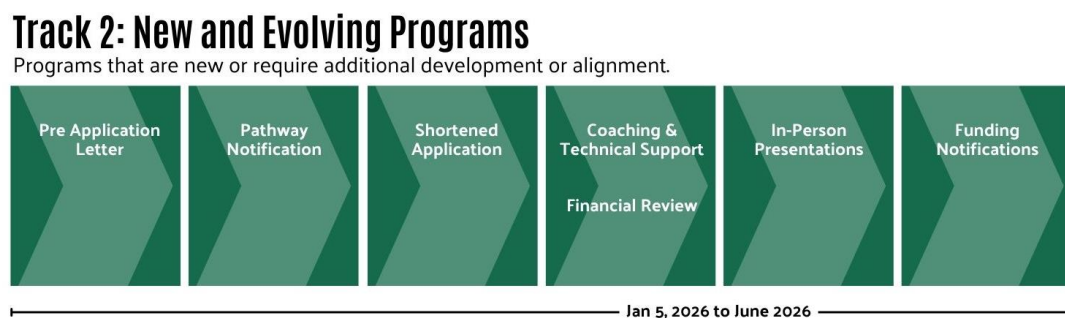 Track 2: New and Evolving Programs
Programs that are new or require additional development or alignment.
Pre Application
Letter
Pathway
Notification
Shortened
Application
Coaching &
Technical Support
Financial Review
In-Person
Presentations
Funding
Notifications
Jan 5, 2026 to June 2026